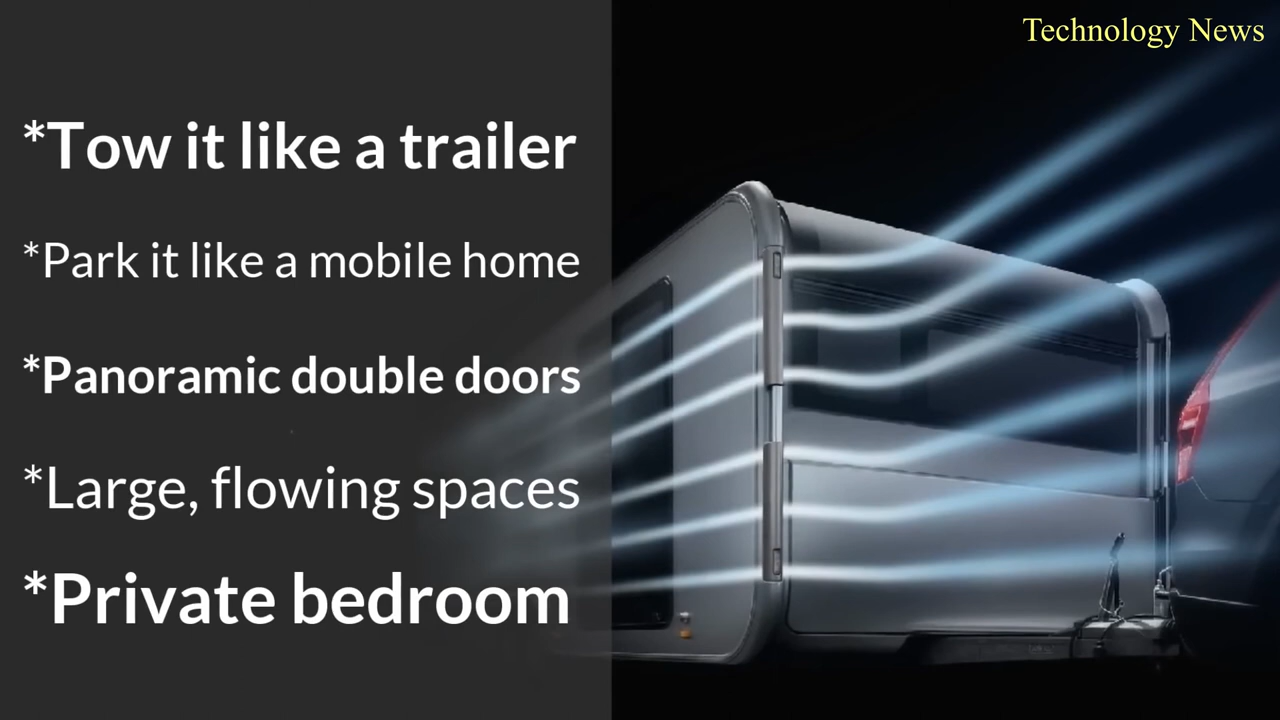 Technology News
*Tow it like a trailer
*Park it like a mobile home
*Panoramic double doors
*Large, flowing spaces
*Private bedroom